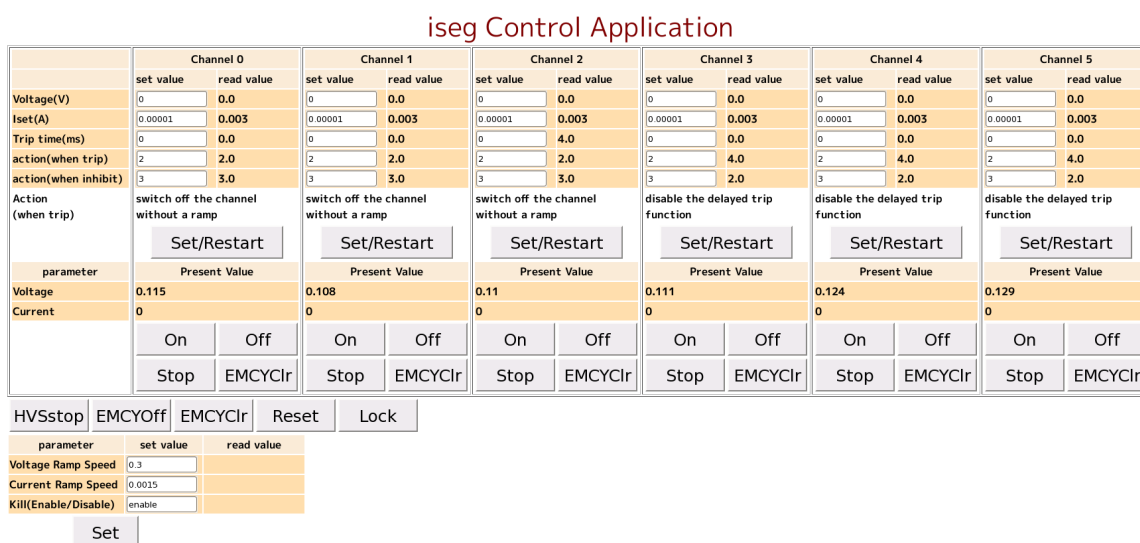 iseg Control Application
Channel 0 Channel 1 Channel 2 Channel 3 Channel 4 Channel 5
set value read value set value read value set value read value set value read value set value read value set value read value
Voltage(V) 0 0.0 0 0.0 0 0.0 0 0.0 0 0.0 0 0.0
Iset(A) 0.00001 0.003 0.00001 0.003 0.00001 0.003 0.00001 0.003 0.00001 0.003 0.00001 0.003
Trip time(ms) 0 0.0 0 0.0 0 4.0 0 0.0 0 0.0 0 0.0
action(when trip) 2 2.0 2 2.0 2 2.0 2 4.0 2 4.0 2 4.0
action(when inhibit) 3 3.0 3 3.0 3 3.0 3 2.0 3 2.0 3 2.0
Action switch off the channel switch off the channel switch off the channel disable the delayed trip disable the delayed trip disable the delayed trip
(when trip) without a ramp without a ramp without a ramp function function function
Set/Restart Set/Restart Set/Restart Set/Restart Set/Restart Set/Restart
parameter Present Value Present Value Present Value Present Value Present Value Present Value
Voltage 0.115 0.108 0.11 0.111 0.124 0.129
Current 0 0 0 0 0 0
On Off On Off On Off On Off On Off On Off
Stop EMCYClr Stop EMCYClr Stop EMCYClr Stop EMCYClr Stop EMCYClr Stop EMCYClr
HVSstop EMCYOff EMCYClr Reset Lock
parameter set value read value
Voltage Ramp Speed 0.3
Current Ramp Speed 0.0015
Kill(Enable/Disable) enable
Set